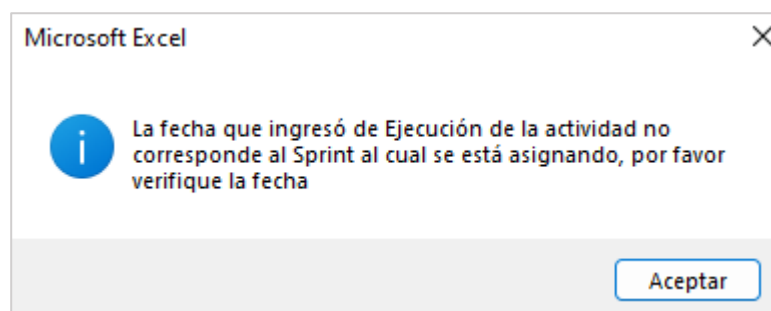 Microsoft Excel
La fecha que ingresó de Ejecución de la actividad no
corresponde al Sprint al cual se está asignando, por favor
verifique la fecha
Aceptar